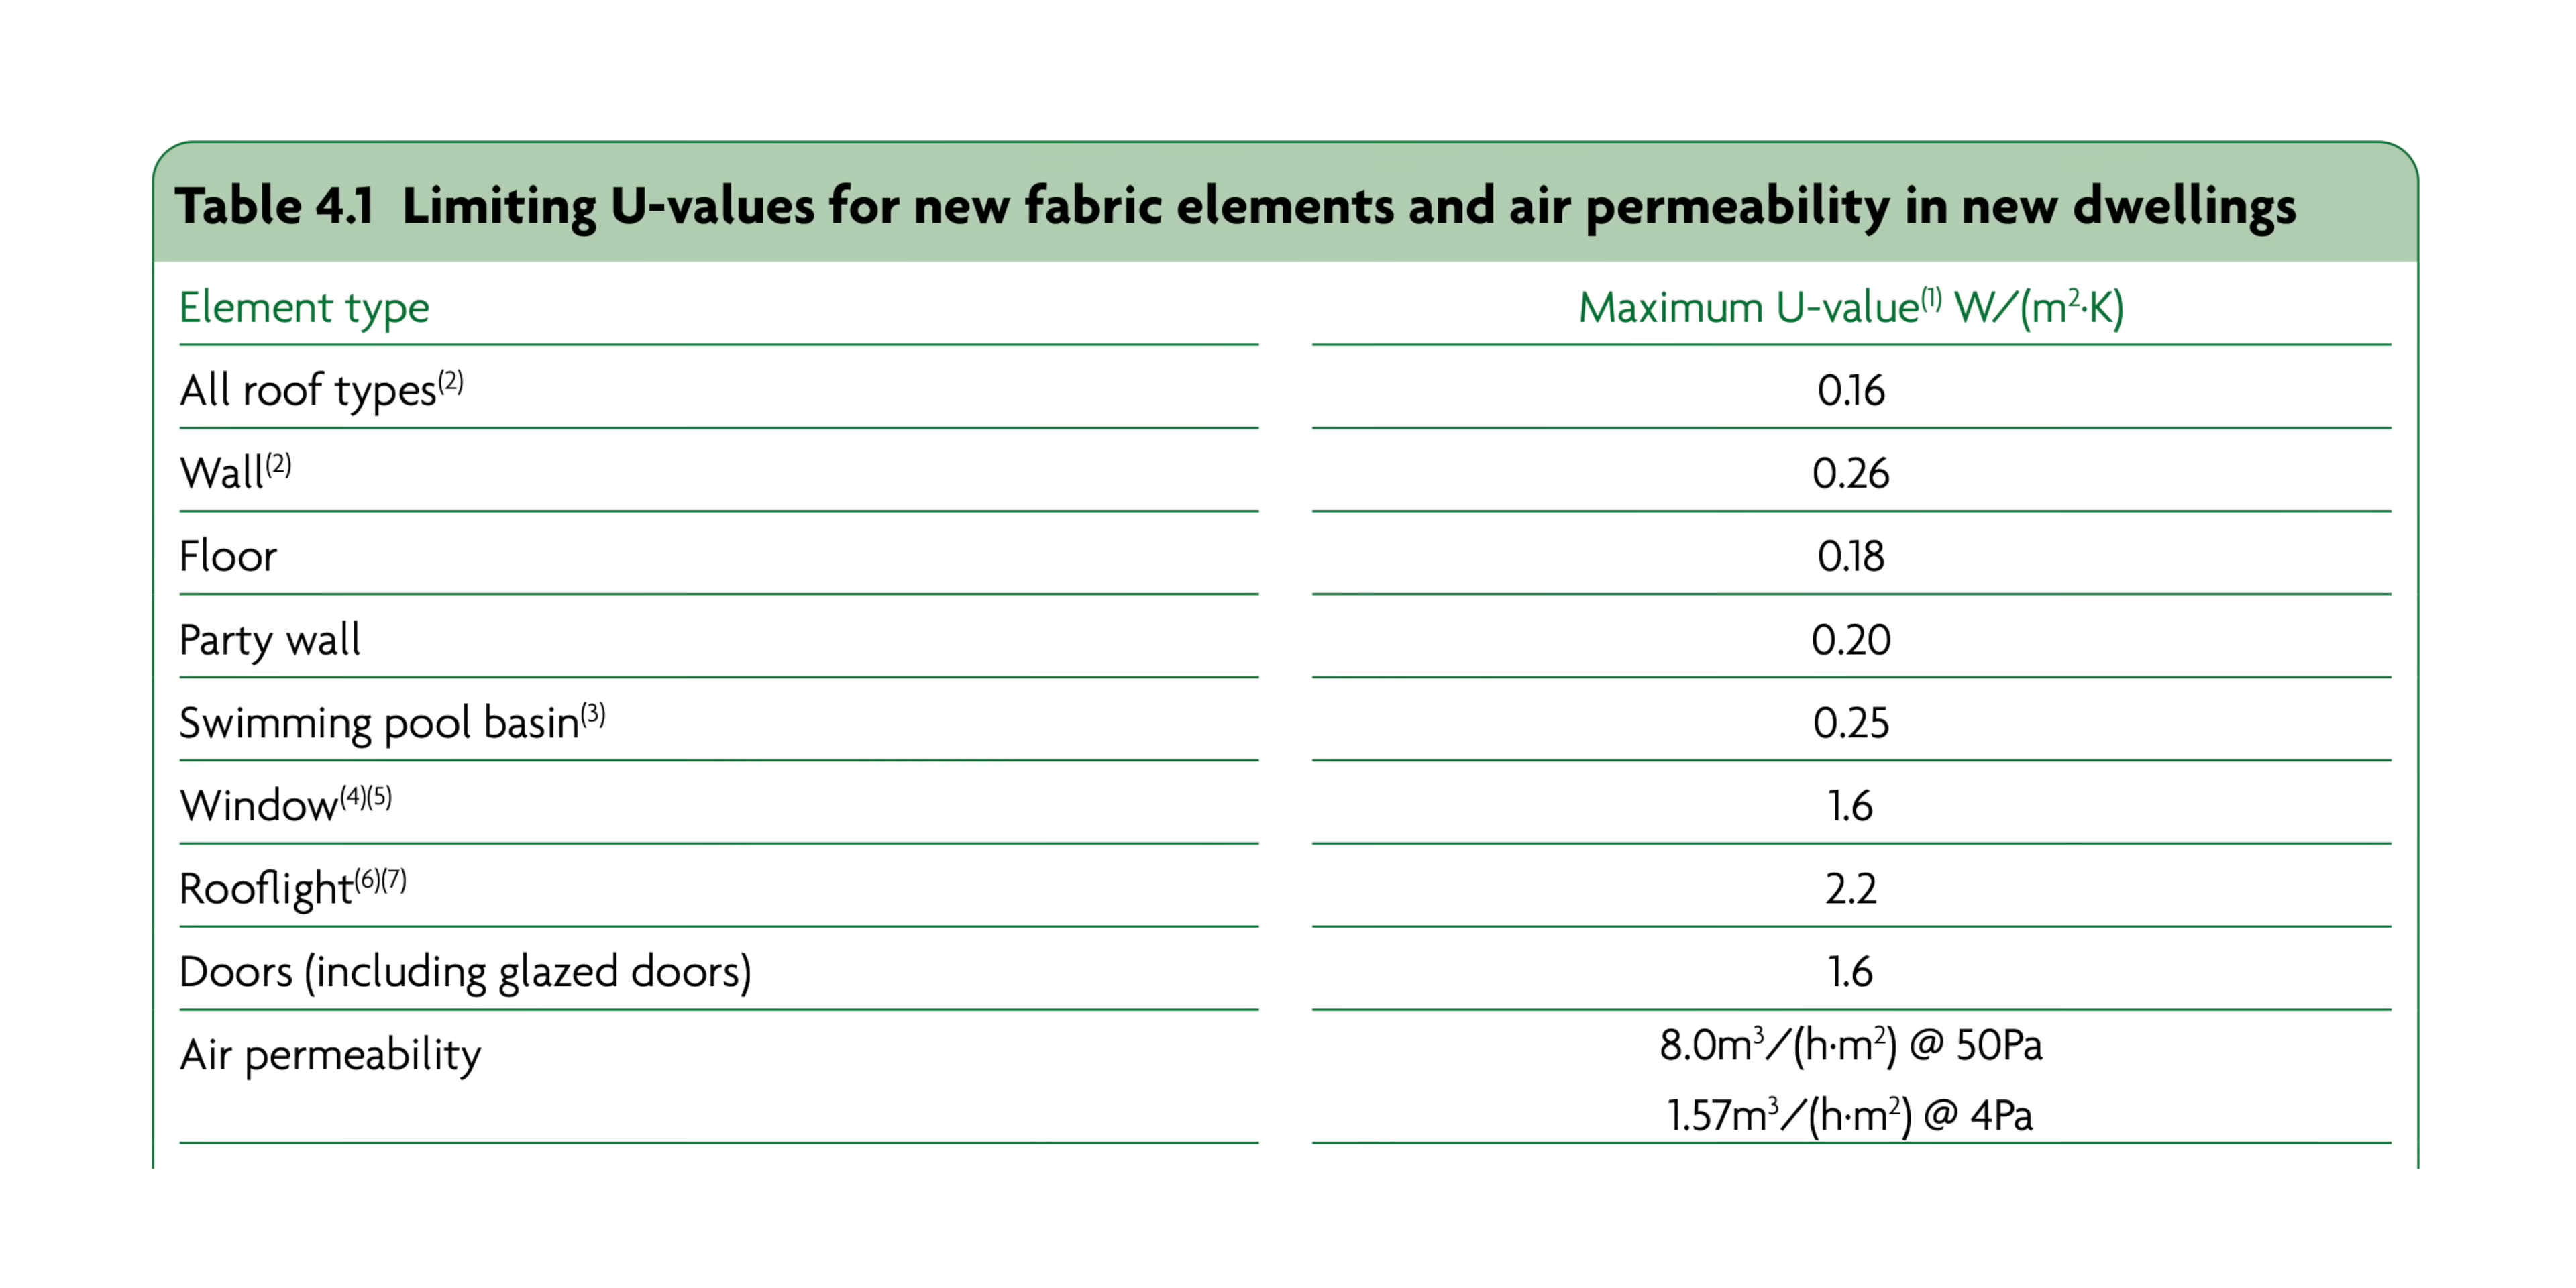 Table 4.1 Limiting U-values for new fabric elements and air permeability in new dwellings
Element type Maximum U-value⁽¹⁾ W/(m²·K)
All roof types⁽²⁾ 0.16
Wall⁽²⁾ 0.26
Floor 0.18
Party wall 0.20
Swimming pool basin⁽³⁾ 0.25
Window⁽⁴⁾⁽⁵⁾ 1.6
Rooflight⁽⁶⁾⁽⁷⁾ 2.2
Doors (including glazed doors) 1.6
Air permeability 8.0m³/(h·m²) @ 50Pa
1.57m³/(h·m²) @ 4Pa